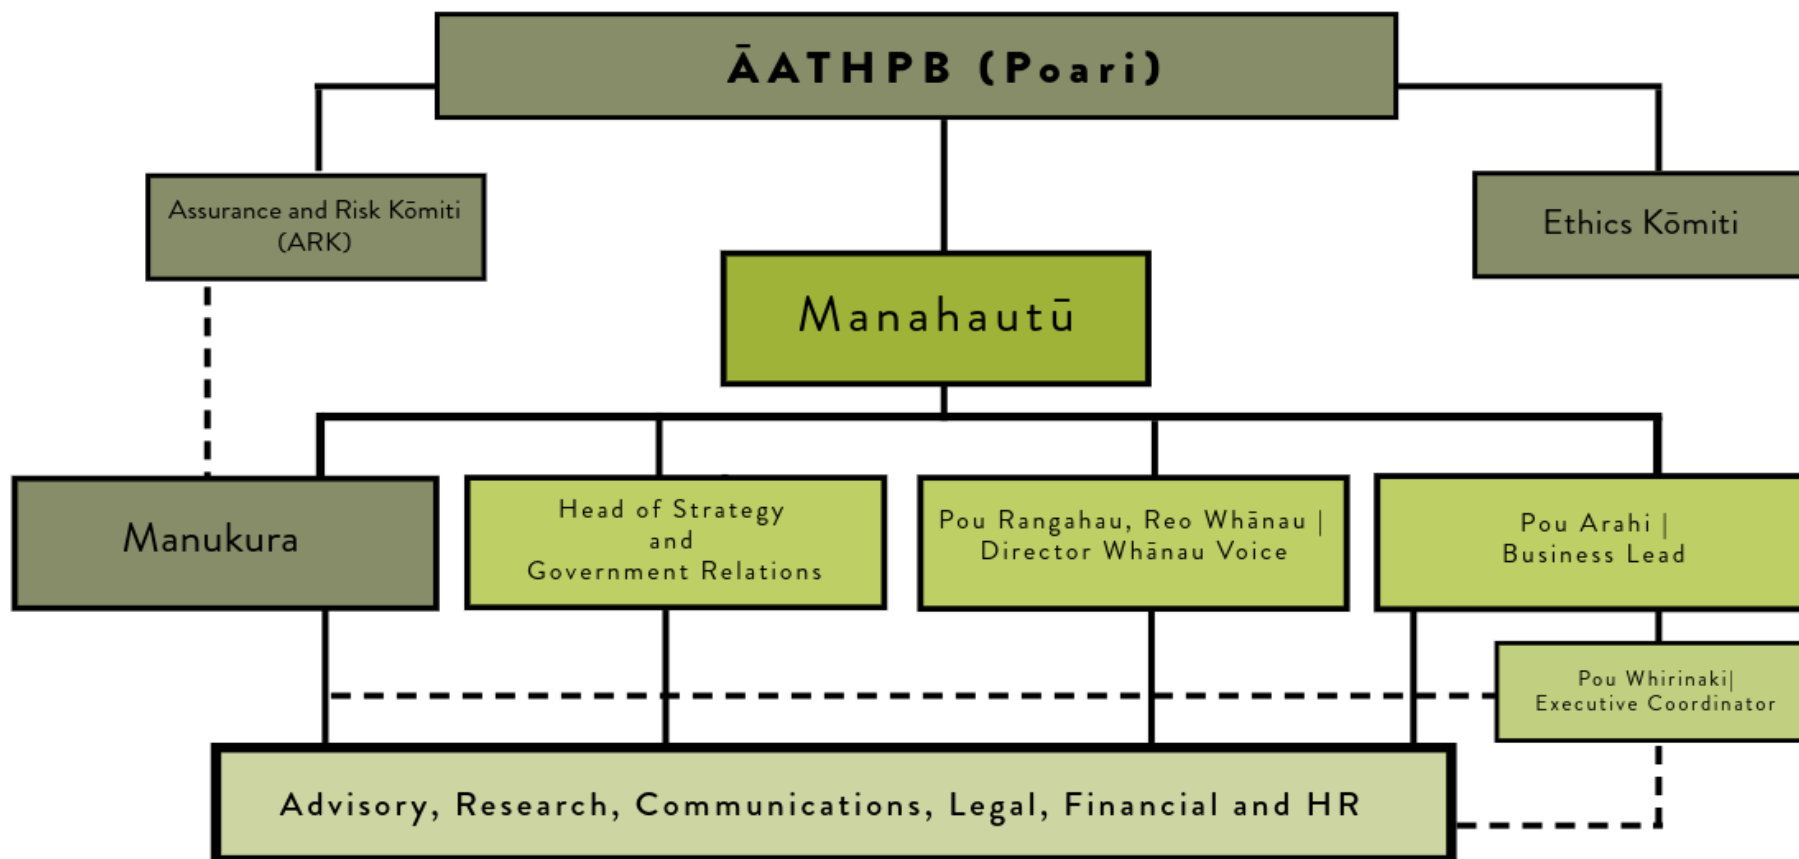 ĀATHPB (Poari)
Assurance and Risk Kōmiti
(ARK)
Ethics Kōmiti
Manahautū
Manukura
Head of Strategy
and
Government Relations
Pou Rangahau, Reo Whānau |
Director Whānau Voice
Pou Arahi |
Business Lead
Pou Whirinaki|
Executive Coordinator
Advisory, Research, Communications, Legal, Financial and HR